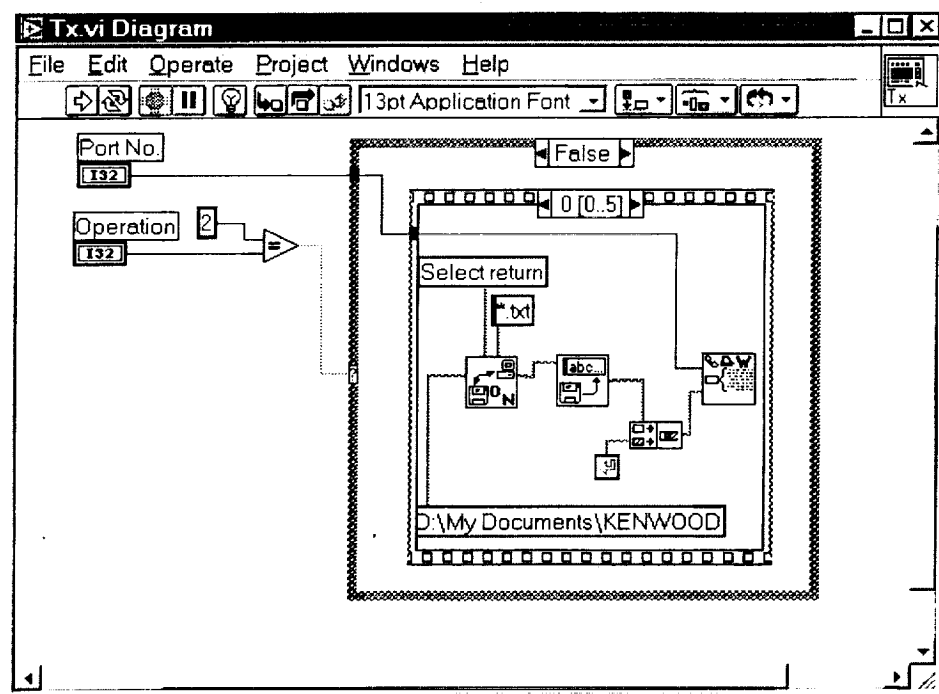 Tx.vi Diagram
File Edit Operate Project Windows Help
13pt Application Font
Tx
Port No.
I32
False
Operation
2
=
I32
0 [0..5]
Select return
*.txt
abc...
O N
D:\My Documents\KENWOOD